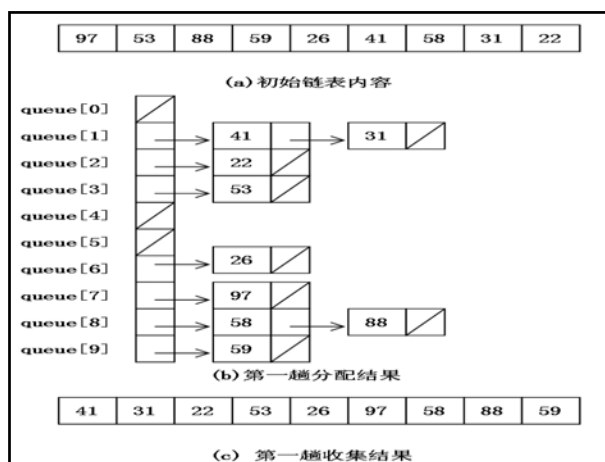 97 53 88 59 26 41 58 31 22
(a)初始链表内容
queue[0]
queue[1] 41 31
queue[2] 22
queue[3] 53
queue[4]
queue[5]
queue[6] 26
queue[7] 97
queue[8] 58 88
queue[9] 59
(b)第一趟分配结果
41 31 22 53 26 97 58 88 59
(c) 第一趟收集结果